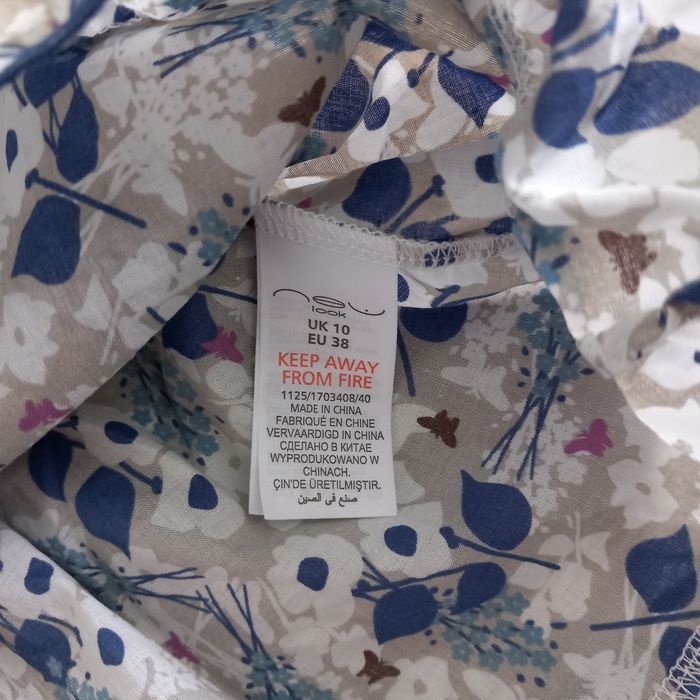 new
look
UK 10
EU 38
KEEP AWAY
FROM FIRE
1125/1703408/40
MADE IN CHINA
FABRIQUÉ EN CHINE
VERVAARDIGD IN CHINA
СДЕЛАНО В КИТАЕ
WYPRODUKOWANO W
CHINACH.
ÇIN'DE ÜRETILMIŞTIR.
صنع في الصين